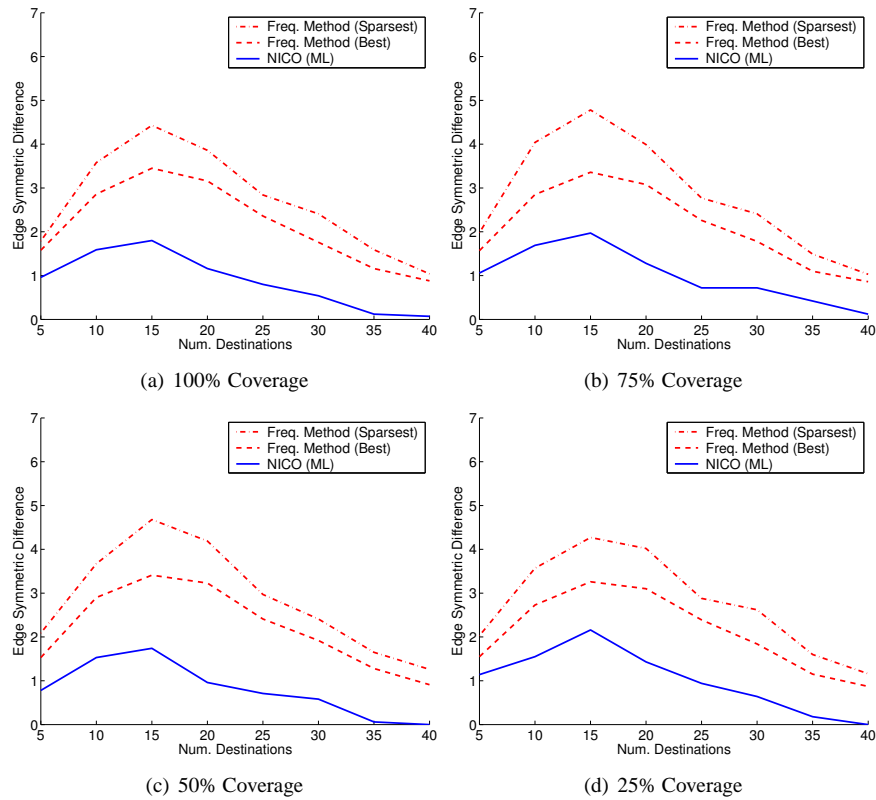 7
6
5
4
3
2
1
0
Edge Symmetric Difference
Freq. Method (Sparsest)
Freq. Method (Best)
NICO (ML)
5 10 15 20 25 30 35 40
Num. Destinations
(a) 100% Coverage
7
6
5
4
3
2
1
0
Edge Symmetric Difference
Freq. Method (Sparsest)
Freq. Method (Best)
NICO (ML)
5 10 15 20 25 30 35 40
Num. Destinations
(b) 75% Coverage
7
6
5
4
3
2
1
0
Edge Symmetric Difference
Freq. Method (Sparsest)
Freq. Method (Best)
NICO (ML)
5 10 15 20 25 30 35 40
Num. Destinations
(c) 50% Coverage
7
6
5
4
3
2
1
0
Edge Symmetric Difference
Freq. Method (Sparsest)
Freq. Method (Best)
NICO (ML)
5 10 15 20 25 30 35 40
Num. Destinations
(d) 25% Coverage